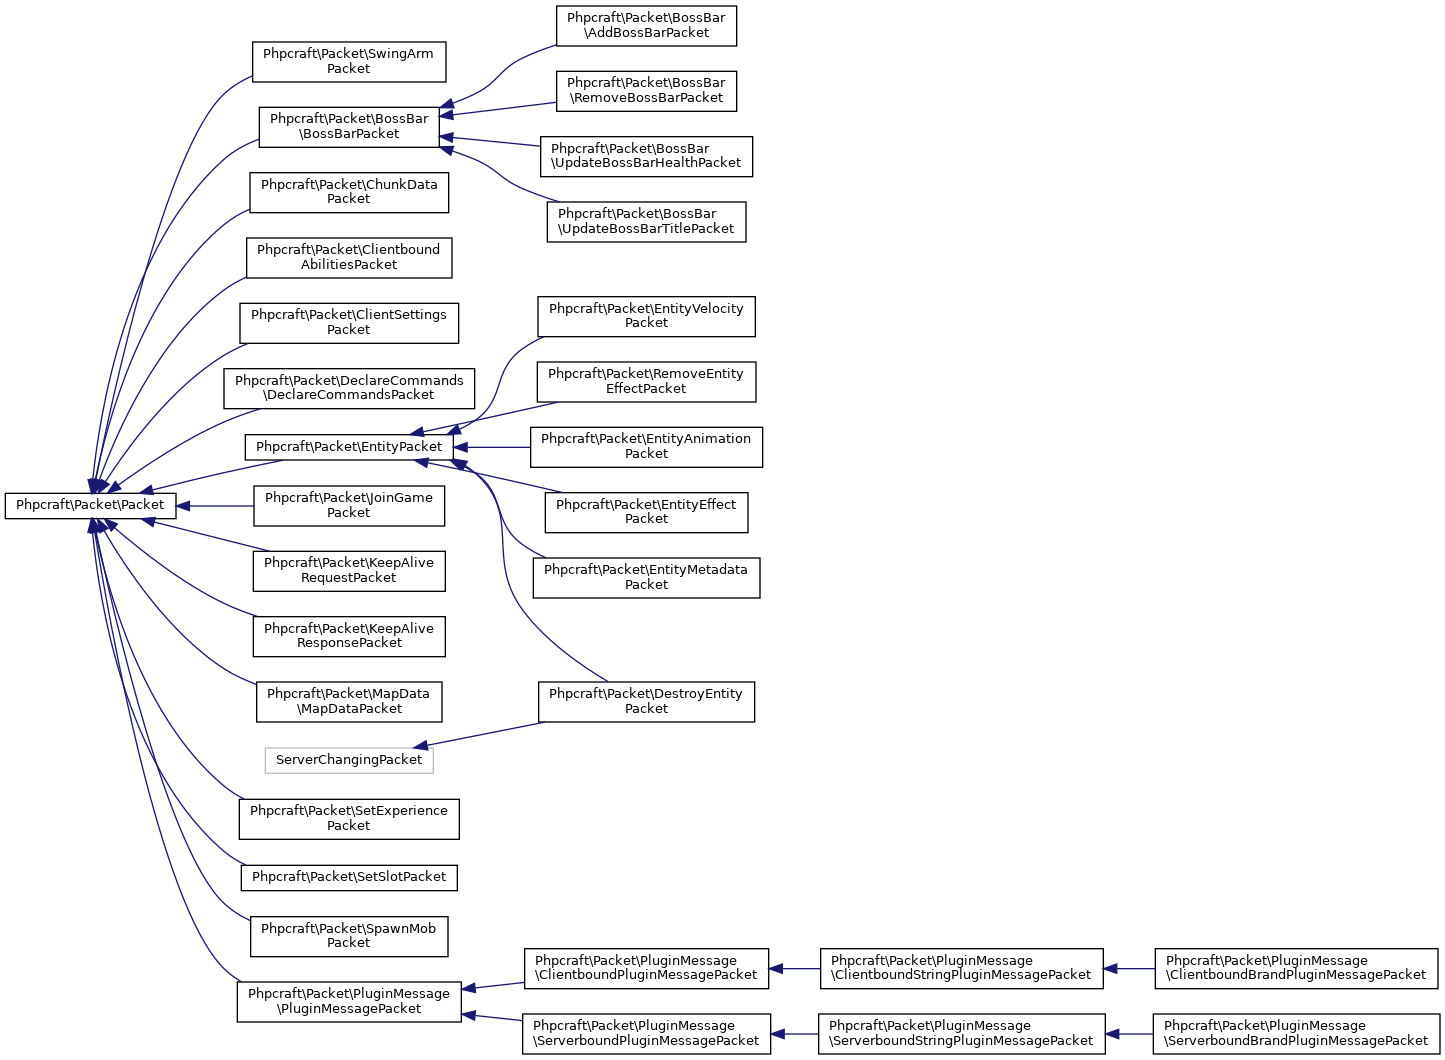 Phpcraft\Packet\BossBar
\AddBossBarPacket
Phpcraft\Packet\SwingArm
Packet
Phpcraft\Packet\BossBar
\RemoveBossBarPacket
Phpcraft\Packet\BossBar
\BossBarPacket
Phpcraft\Packet\BossBar
\UpdateBossBarHealthPacket
Phpcraft\Packet\ChunkData
Packet
Phpcraft\Packet\BossBar
\UpdateBossBarTitlePacket
Phpcraft\Packet\Clientbound
AbilitiesPacket
Phpcraft\Packet\EntityVelocity
Packet
Phpcraft\Packet\ClientSettings
Packet
Phpcraft\Packet\RemoveEntity
EffectPacket
Phpcraft\Packet\DeclareCommands
\DeclareCommandsPacket
Phpcraft\Packet\EntityAnimation
Packet
Phpcraft\Packet\EntityPacket
Phpcraft\Packet\Packet
Phpcraft\Packet\JoinGame
Packet
Phpcraft\Packet\EntityEffect
Packet
Phpcraft\Packet\KeepAlive
RequestPacket
Phpcraft\Packet\EntityMetadata
Packet
Phpcraft\Packet\KeepAlive
ResponsePacket
Phpcraft\Packet\MapData
\MapDataPacket
Phpcraft\Packet\DestroyEntity
Packet
ServerChangingPacket
Phpcraft\Packet\SetExperience
Packet
Phpcraft\Packet\SetSlotPacket
Phpcraft\Packet\SpawnMob
Packet
Phpcraft\Packet\PluginMessage
\ClientboundPluginMessagePacket
Phpcraft\Packet\PluginMessage
\ClientboundStringPluginMessagePacket
Phpcraft\Packet\PluginMessage
\ClientboundBrandPluginMessagePacket
Phpcraft\Packet\PluginMessage
\PluginMessagePacket
Phpcraft\Packet\PluginMessage
\ServerboundPluginMessagePacket
Phpcraft\Packet\PluginMessage
\ServerboundStringPluginMessagePacket
Phpcraft\Packet\PluginMessage
\ServerboundBrandPluginMessagePacket